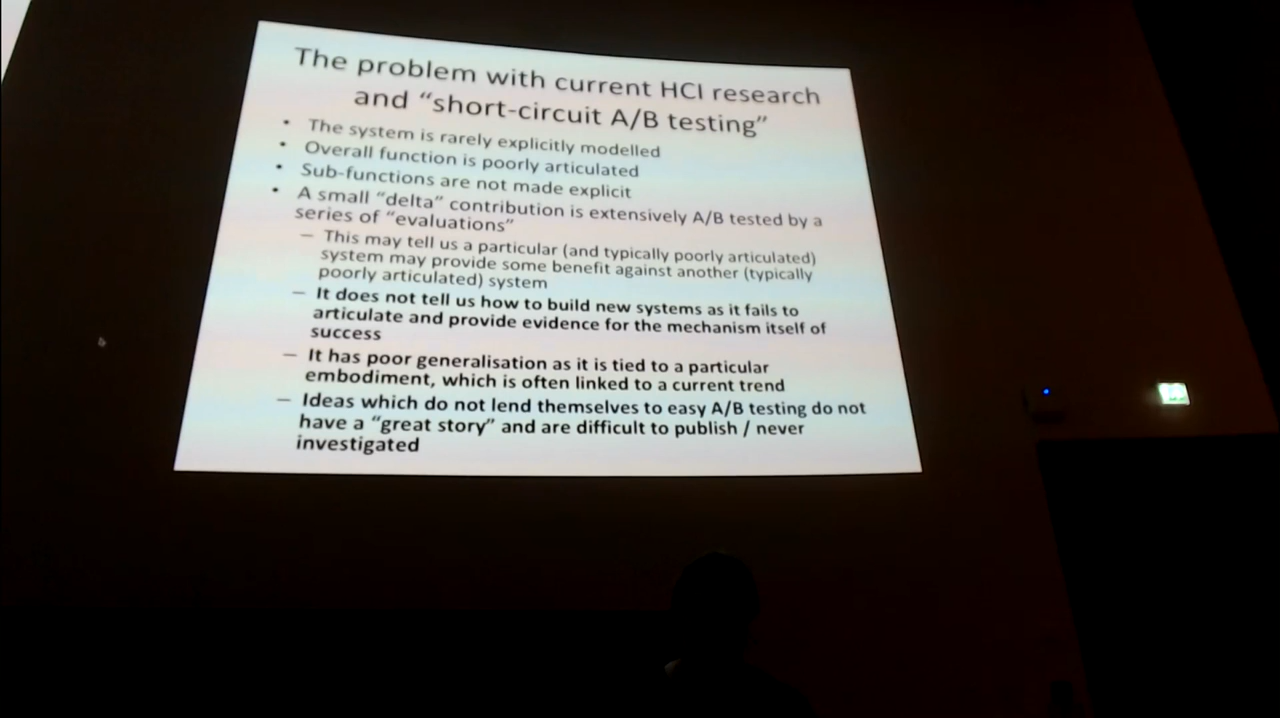 The problem with current HCI research
and “short-circuit A/B testing”
• The system is rarely explicitly modelled
• Overall function is poorly articulated
• Sub-functions are not made explicit
• A small “delta” contribution is extensively A/B tested by a
series of “evaluations”
– This may tell us a particular (and typically poorly articulated)
system may provide some benefit against another (typically
poorly articulated) system
– It does not tell us how to build new systems as it fails to
articulate and provide evidence for the mechanism itself of
success
– It has poor generalisation as it is tied to a particular
embodiment, which is often linked to a current trend
– Ideas which do not lend themselves to easy A/B testing do not
have a “great story” and are difficult to publish / never
investigated